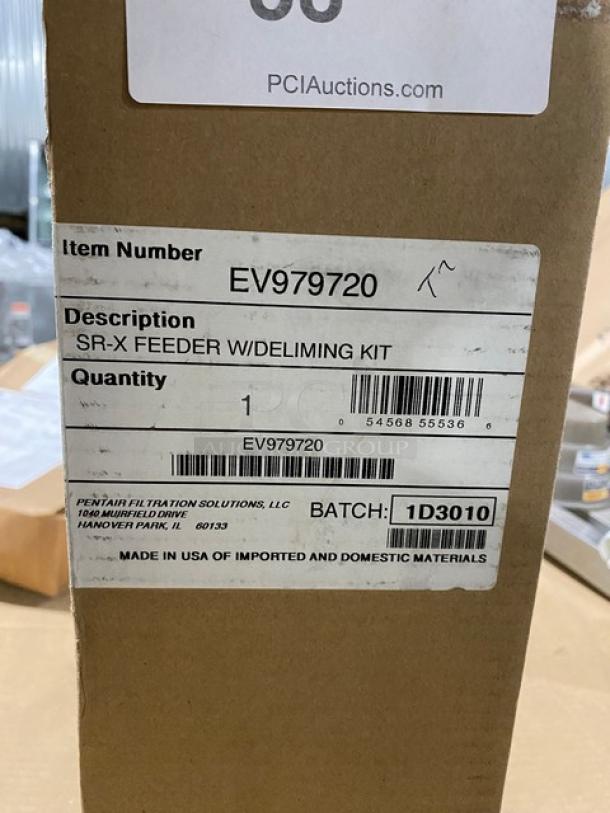 PCIAuctions.com
Item Number
EV979720
Description
SR-X FEEDER W/DELIMING KIT
Quantity
1
0 54568 55536 6
EV979720
PENTAIR FILTRATION SOLUTIONS, LLC
1040 MUIRFIELD DRIVE
HANOVER PARK, IL 60133
BATCH: 1D3010
MADE IN USA OF IMPORTED AND DOMESTIC MATERIALS